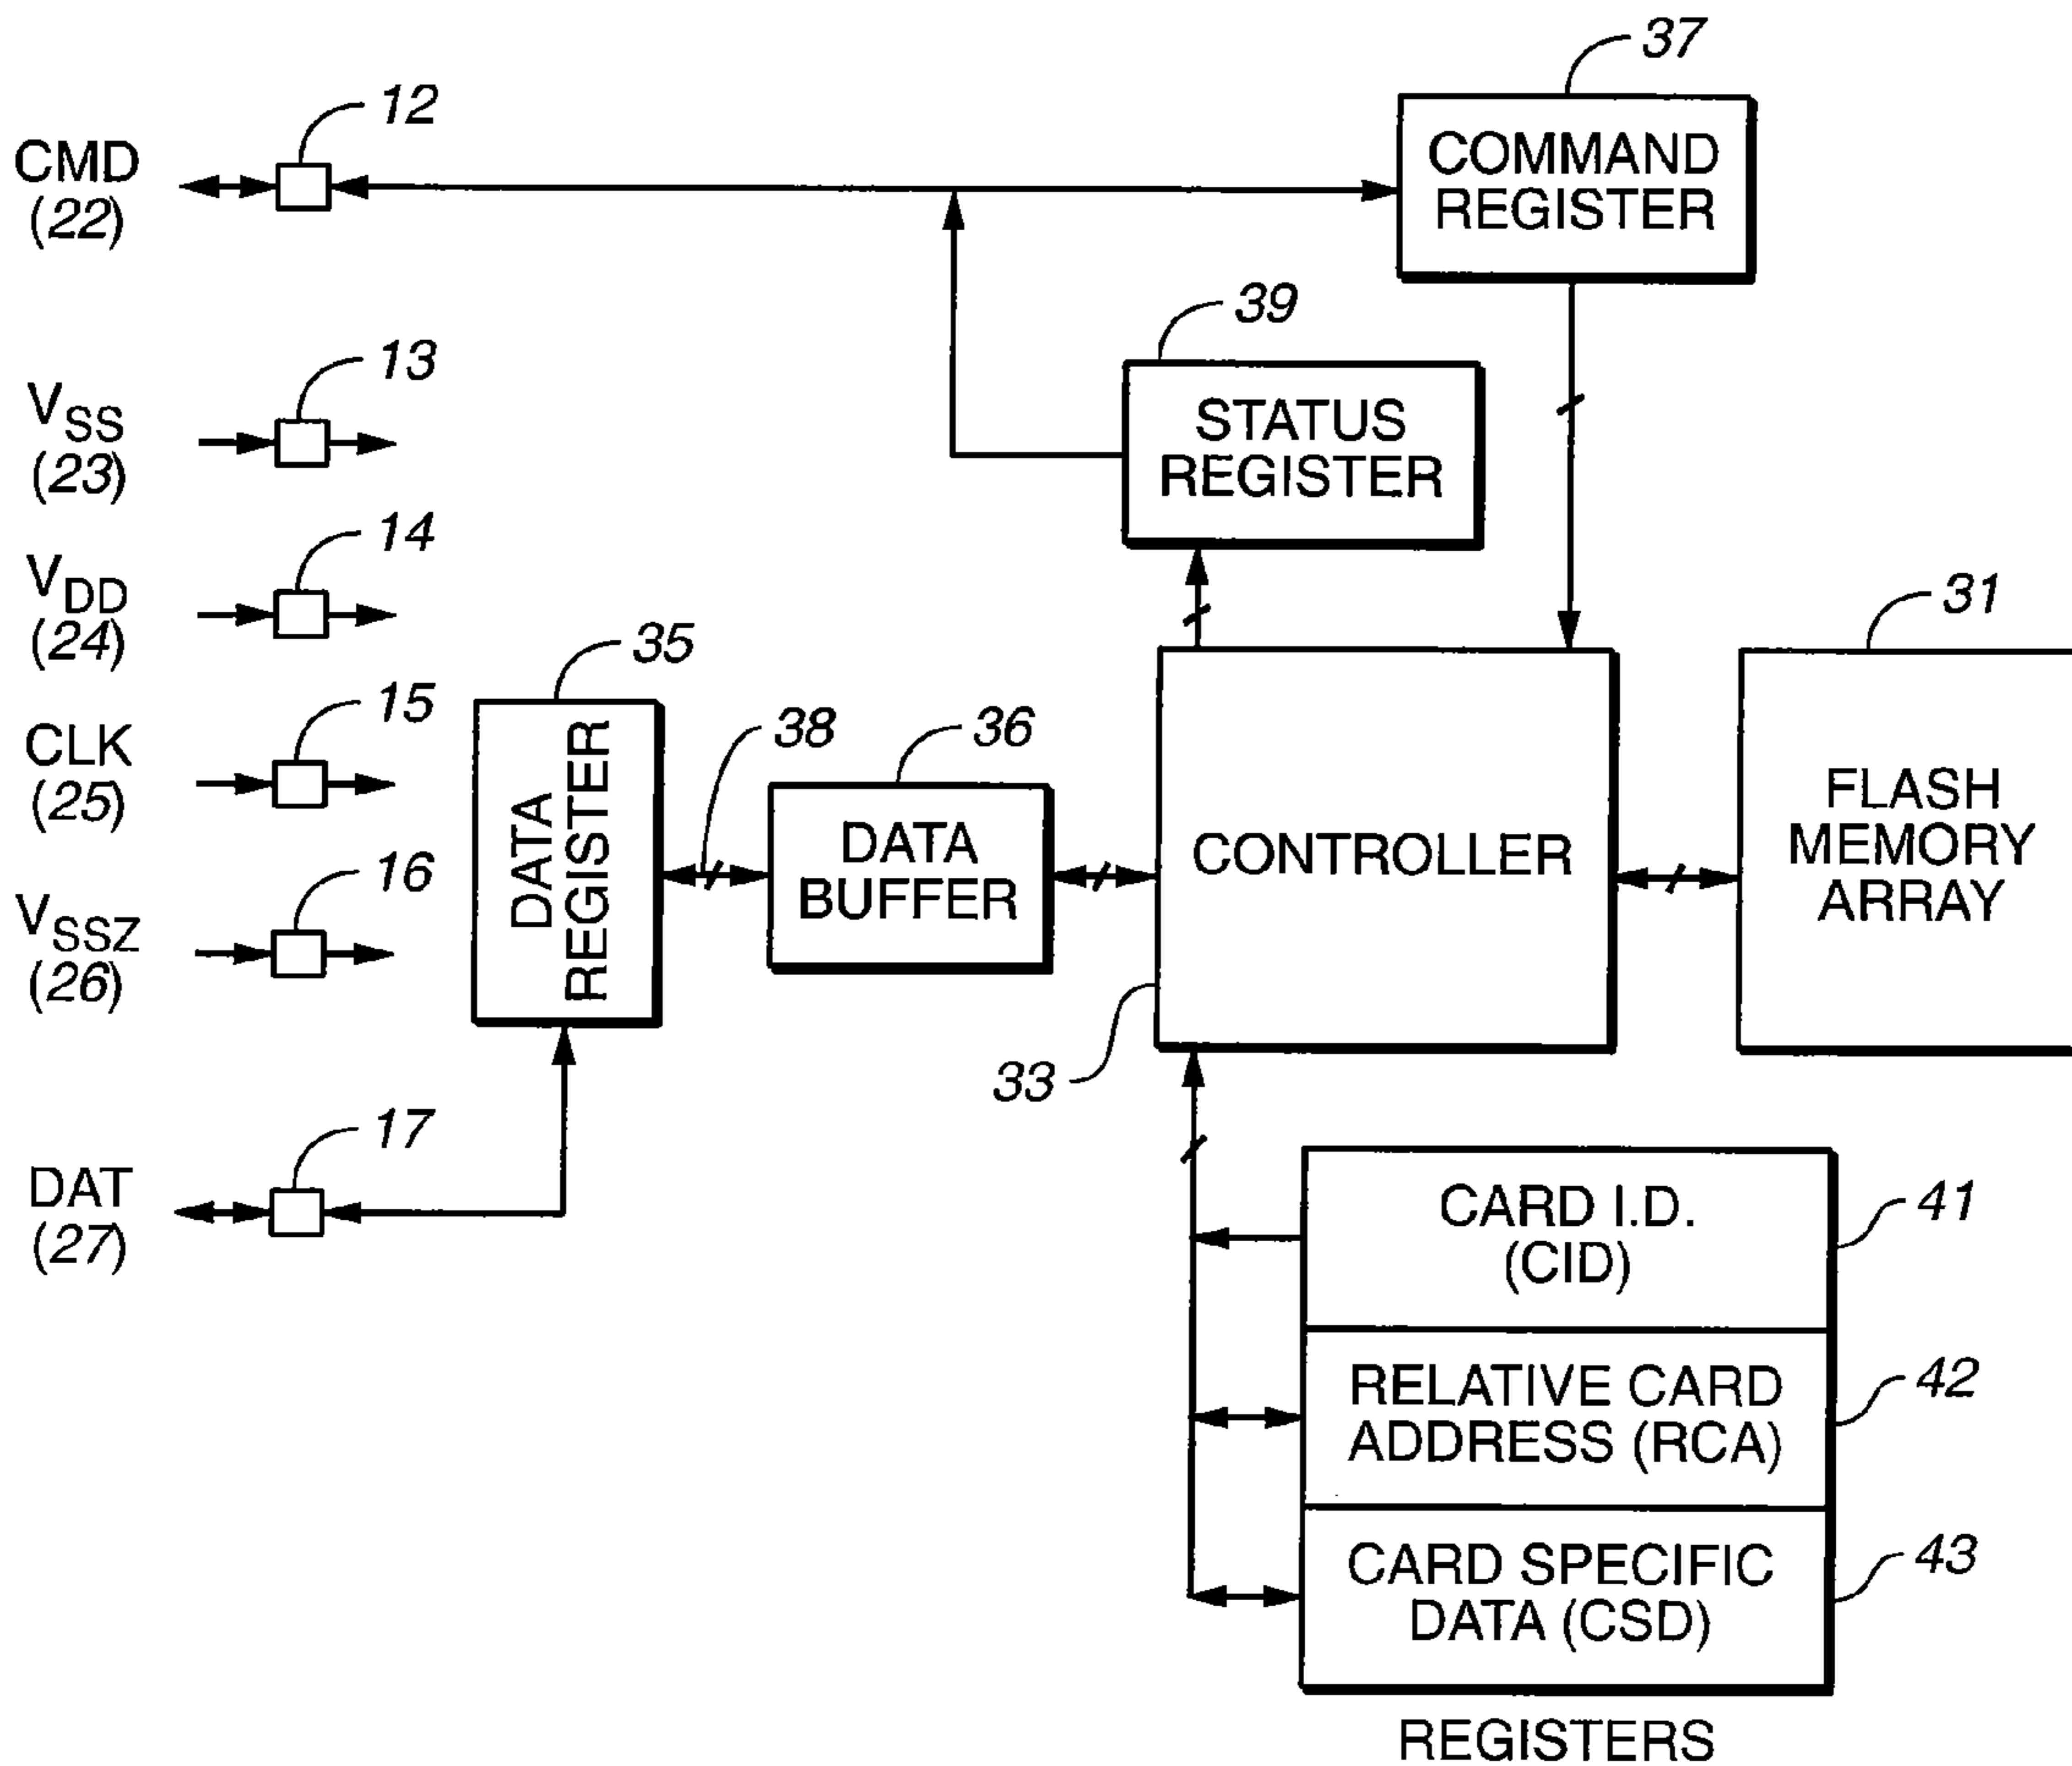 37
12
CMD
(22)
COMMAND
REGISTER
39
13
VSS
(23)
STATUS
REGISTER
14
VDD
(24)
35
31
15
CLK
(25)
38
36
DATA
REGISTER
DATA
BUFFER
CONTROLLER
FLASH
MEMORY
ARRAY
16
VSSZ
(26)
33
17
DAT
(27)
CARD I.D.
(CID)
41
RELATIVE CARD
ADDRESS (RCA)
42
CARD SPECIFIC
DATA (CSD)
43
REGISTERS